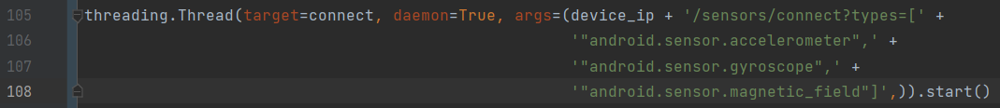 105 threading.Thread(target=connect, daemon=True, args=(device_ip + '/sensors/connect?types=[' +
106 '"android.sensor.accelerometer",' +
107 '"android.sensor.gyroscope",' +
108 '"android.sensor.magnetic_field"]',)).start()